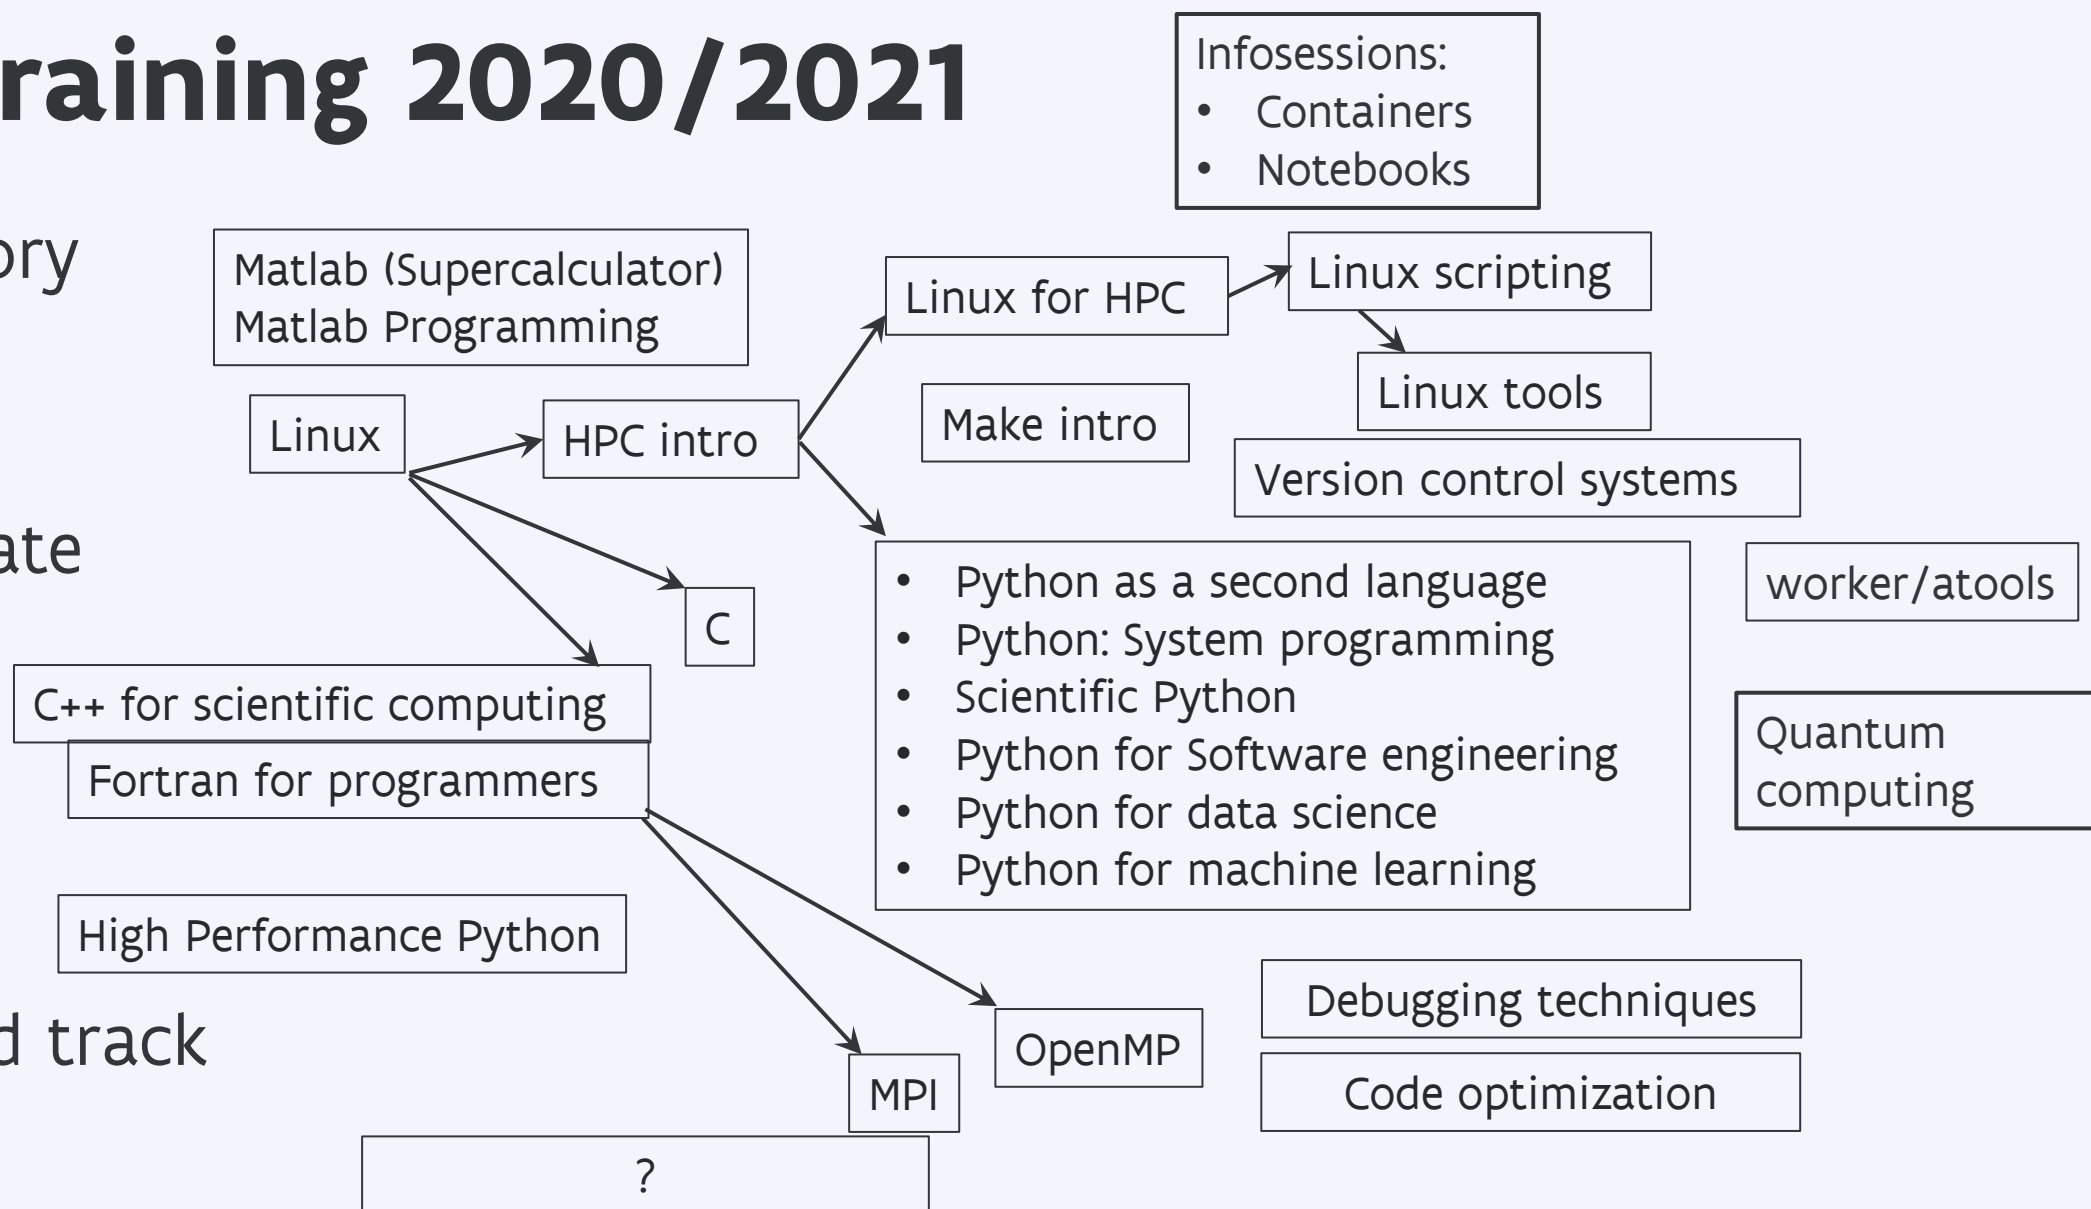 raining 2020/2021
Infosessions:
• Containers
• Notebooks
ory
Matlab (Supercalculator)
Matlab Programming
Linux for HPC
Linux scripting
Linux tools
Linux
HPC intro
Make intro
Version control systems
ate
C
• Python as a second language
• Python: System programming
• Scientific Python
• Python for Software engineering
• Python for data science
• Python for machine learning
worker/atools
C++ for scientific computing
Fortran for programmers
Quantum
computing
High Performance Python
d track
OpenMP
MPI
Debugging techniques
Code optimization
?